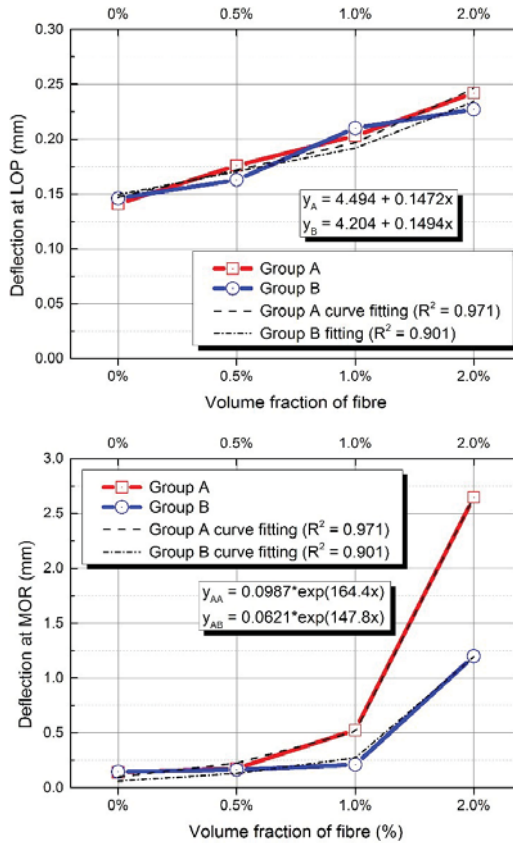 0% 0.5% 1.0% 2.0%
0.30
0.25
0.20
0.15
0.10
0.05
0.00
Deflection at LOP (mm)
y_A = 4.494 + 0.1472x
y_B = 4.204 + 0.1494x
Group A
Group B
Group A curve fitting (R² = 0.971)
Group B fitting (R² = 0.901)
0% 0.5% 1.0% 2.0%
Volume fraction of fibre
0% 0.5% 1.0% 2.0%
3.0
2.5
2.0
1.5
1.0
0.5
0.0
Deflection at MOR (mm)
Group A
Group B
Group A curve fitting (R² = 0.971)
Group B curve fitting (R² = 0.901)
y_AA = 0.0987*exp(164.4x)
y_AB = 0.0621*exp(147.8x)
0% 0.5% 1.0% 2.0%
Volume fraction of fibre (%)